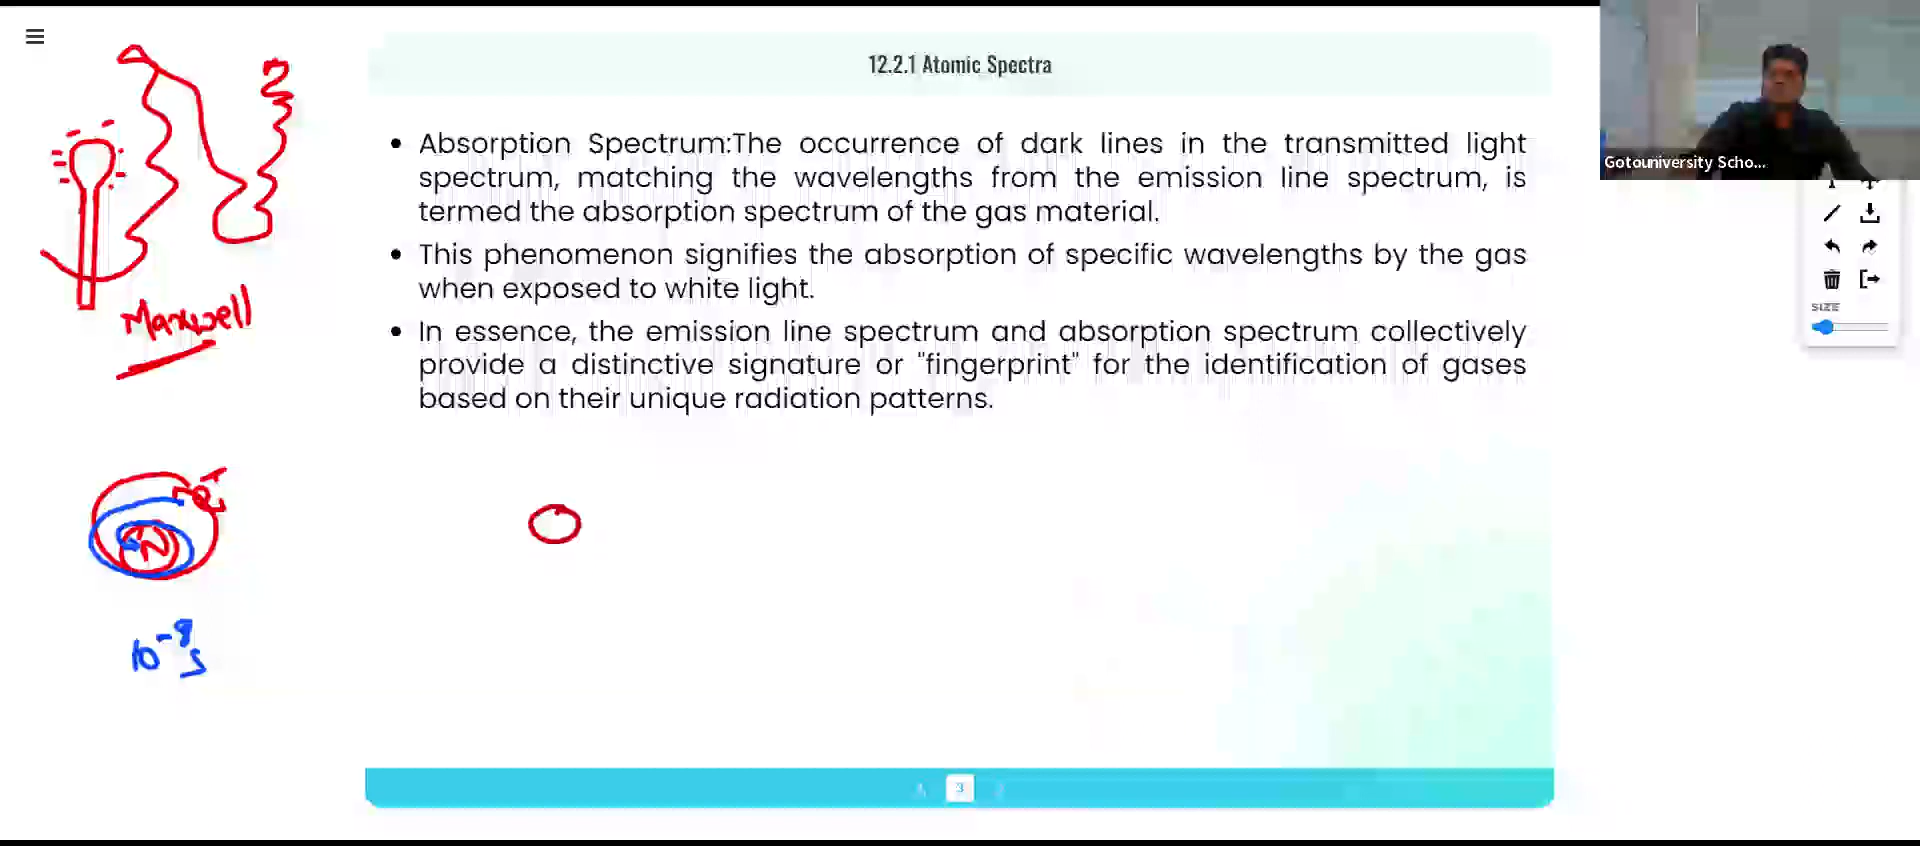 12.2.1 Atomic Spectra
• Absorption Spectrum:The occurrence of dark lines in the transmitted light
spectrum, matching the wavelengths from the emission line spectrum, is
termed the absorption spectrum of the gas material.
• This phenomenon signifies the absorption of specific wavelengths by the gas
when exposed to white light.
• In essence, the emission line spectrum and absorption spectrum collectively
provide a distinctive signature or "fingerprint" for the identification of gases
based on their unique radiation patterns.
Maxwell
e⁻
N
10⁻⁸ s
3
Gotouniversity Scho...
SIZE